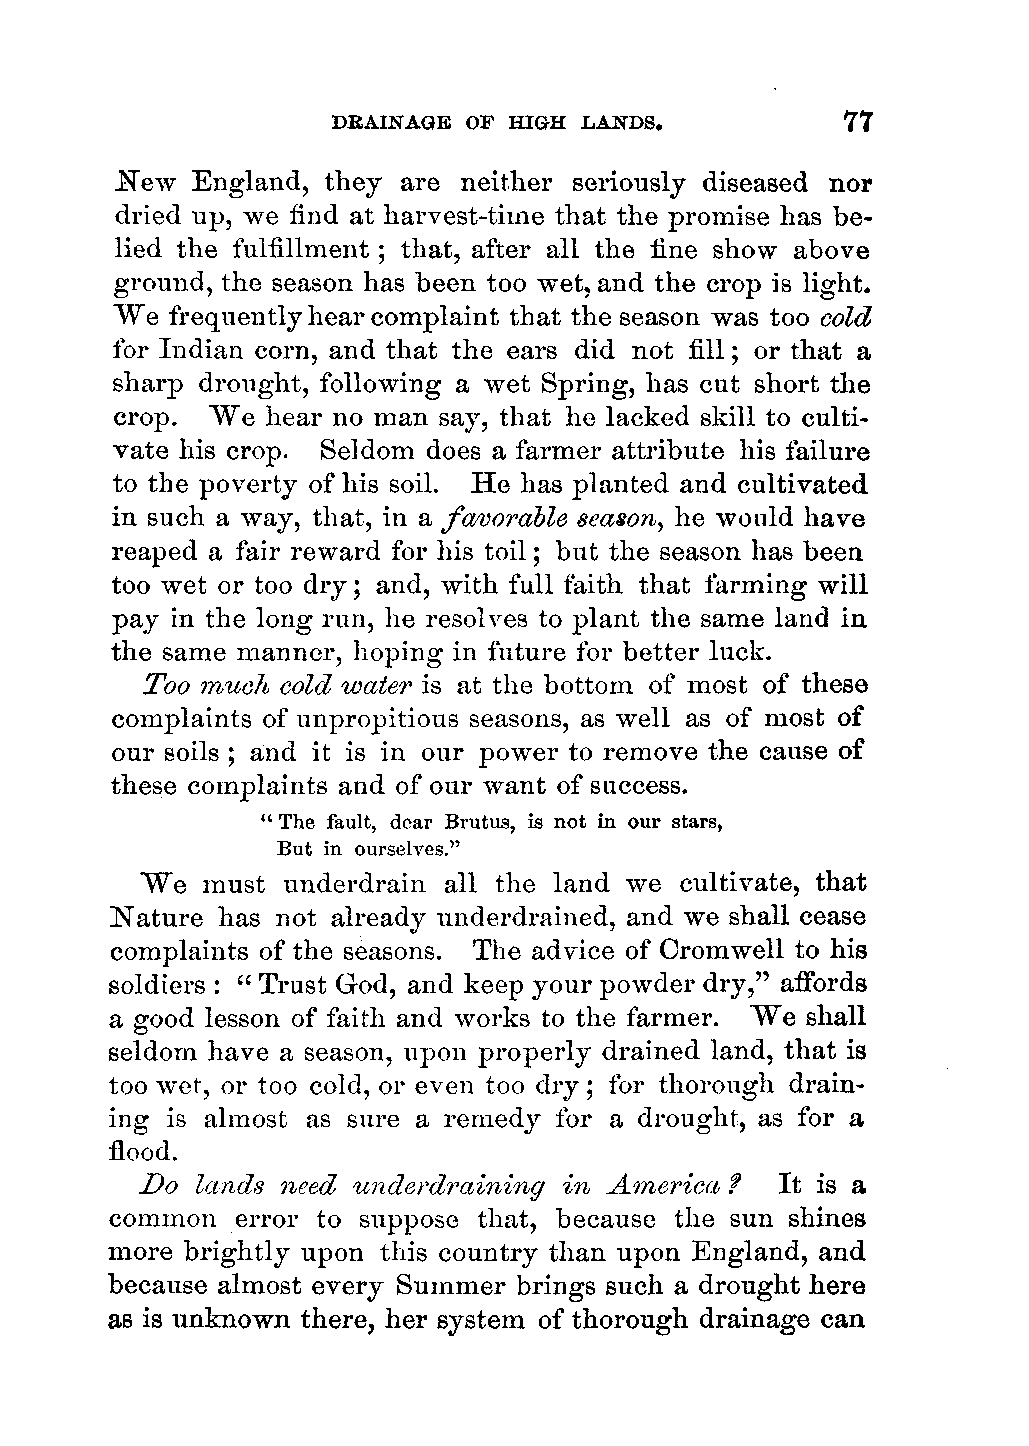 DRAINAGE OF HIGH LANDS. 77
New England, they are neither seriously diseased nor
dried up, we find at harvest-time that the promise has be-
lied the fulfillment ; that, after all the fine show above
ground, the season has been too wet, and the crop is light.
We frequently hear complaint that the season was too cold
for Indian corn, and that the ears did not fill ; or that a
sharp drought, following a wet Spring, has cut short the
crop. We hear no man say, that he lacked skill to culti-
vate his crop. Seldom does a farmer attribute his failure
to the poverty of his soil. He has planted and cultivated
in such a way, that, in a favorable season, he would have
reaped a fair reward for his toil ; but the season has been
too wet or too dry ; and, with full faith that farming will
pay in the long run, he resolves to plant the same land in
the same manner, hoping in future for better luck.
Too much cold water is at the bottom of most of these
complaints of unpropitious seasons, as well as of most of
our soils ; and it is in our power to remove the cause of
these complaints and of our want of success.
“ The fault, dear Brutus, is not in our stars,
But in ourselves.”
We must underdrain all the land we cultivate, that
Nature has not already underdrained, and we shall cease
complaints of the seasons. The advice of Cromwell to his
soldiers : “ Trust God, and keep your powder dry,” affords
a good lesson of faith and works to the farmer. We shall
seldom have a season, upon properly drained land, that is
too wet, or too cold, or even too dry ; for thorough drain-
ing is almost as sure a remedy for a drought, as for a
flood.
Do lands need underdraining in America ? It is a
common error to suppose that, because the sun shines
more brightly upon this country than upon England, and
because almost every Summer brings such a drought here
as is unknown there, her system of thorough drainage can